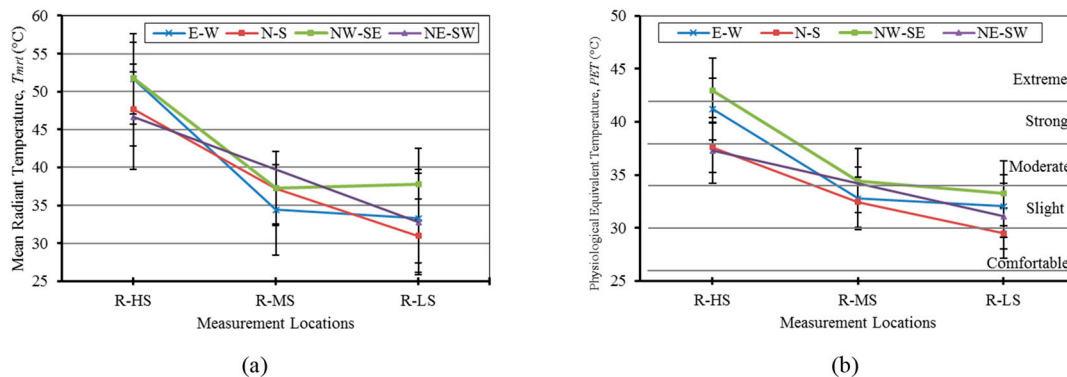 (a)
E-W N-S NW-SE NE-SW
Mean Radiant Temperature, Tmrt (°C)
60
55
50
45
40
35
30
25
R-HS R-MS R-LS
Measurement Locations
(a)
(b)
E-W N-S NW-SE NE-SW
Physiological Equivalent Temperature, PET (°C)
50
45
40
35
30
25
Extreme
Strong
Moderate
Slight
Comfortable
R-HS R-MS R-LS
Measurement Locations
(b)